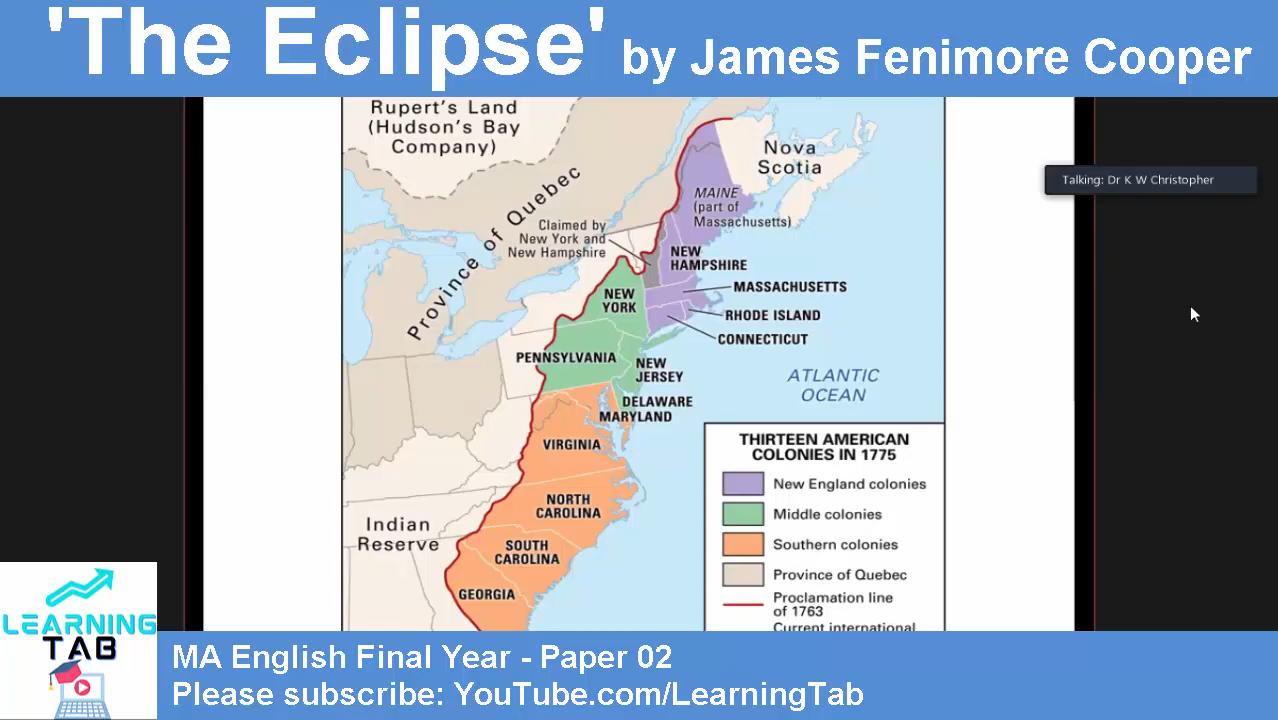 'The Eclipse' by James Fenimore Cooper
Rupert's Land
(Hudson's Bay
Company)
Nova
Scotia
Talking: Dr K W Christopher
Province of Quebec
MAINE
(part of
Massachusetts)
Claimed by
New York and
New Hampshire
NEW
HAMPSHIRE
MASSACHUSETTS
NEW
YORK
RHODE ISLAND
CONNECTICUT
PENNSYLVANIA
NEW
JERSEY
ATLANTIC
OCEAN
DELAWARE
MARYLAND
VIRGINIA
NORTH
CAROLINA
Indian
Reserve
SOUTH
CAROLINA
GEORGIA
THIRTEEN AMERICAN
COLONIES IN 1775
New England colonies
Middle colonies
Southern colonies
Province of Quebec
Proclamation line
of 1763
Current international
LEARNING
TAB
MA English Final Year - Paper 02
Please subscribe: YouTube.com/LearningTab